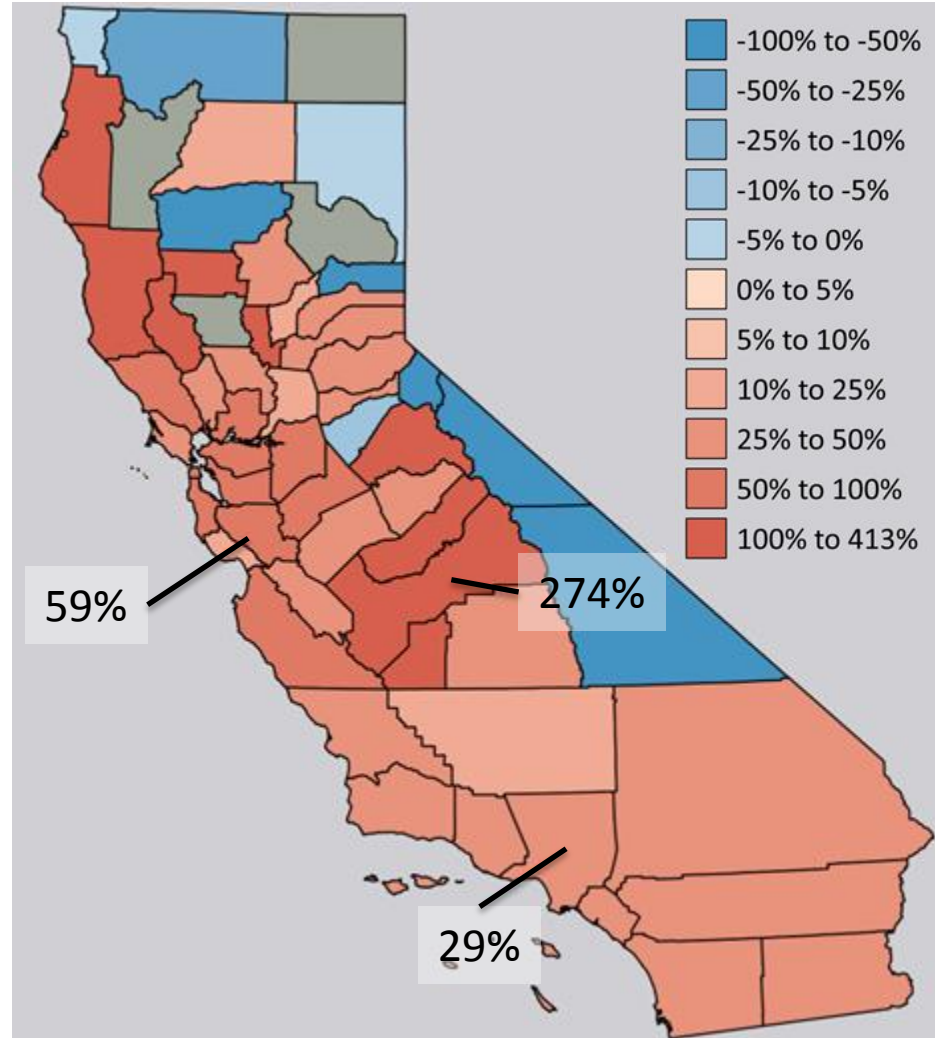 -100% to -50%
-50% to -25%
-25% to -10%
-10% to -5%
-5% to 0%
0% to 5%
5% to 10%
10% to 25%
25% to 50%
50% to 100%
100% to 413%
59%
274%
29%